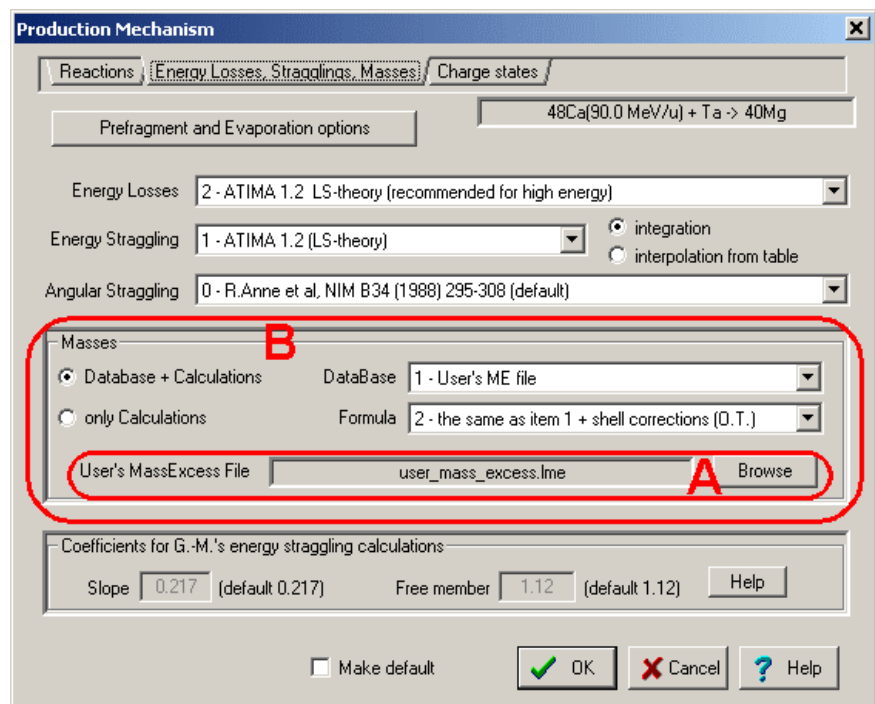 Production Mechanism
Reactions Energy Losses, Stragglings, Masses Charge states
48Ca(90.0 MeV/u) + Ta -> 40Mg
Prefragment and Evaporation options
Energy Losses 2 - ATIMA 1.2 LS-theory (recommended for high energy)
Energy Straggling 1 - ATIMA 1.2 (LS-theory)
integration
interpolation from table
Angular Straggling 0 - R.Anne et al, NIM B34 (1988) 295-308 (default)
B
Masses
Database + Calculations DataBase 1 - User's ME file
only Calculations Formula 2 - the same as item 1 + shell corrections (O.T.)
User's MassExcess File user_mass_excess.lme A Browse
Coefficients for G.-M.'s energy straggling calculations
Slope 0.217 (default 0.217) Free member 1.12 (default 1.12) Help
Make default OK Cancel ? Help